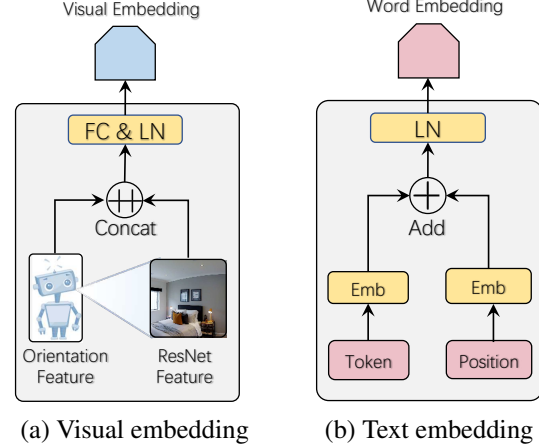 Visual Embedding
FC & LN
Concat
Orientation
Feature
ResNet
Feature
(a) Visual embedding
Word Embedding
LN
Add
Emb
Emb
Token
Position
(b) Text embedding